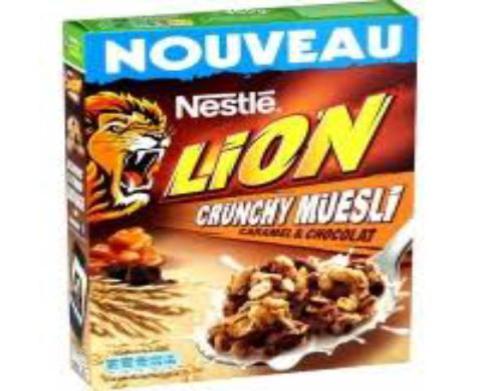 NOUVEAU
Nestlé
LION
CRUNCHY MUESLI
CARAMEL & CHOCOLAT